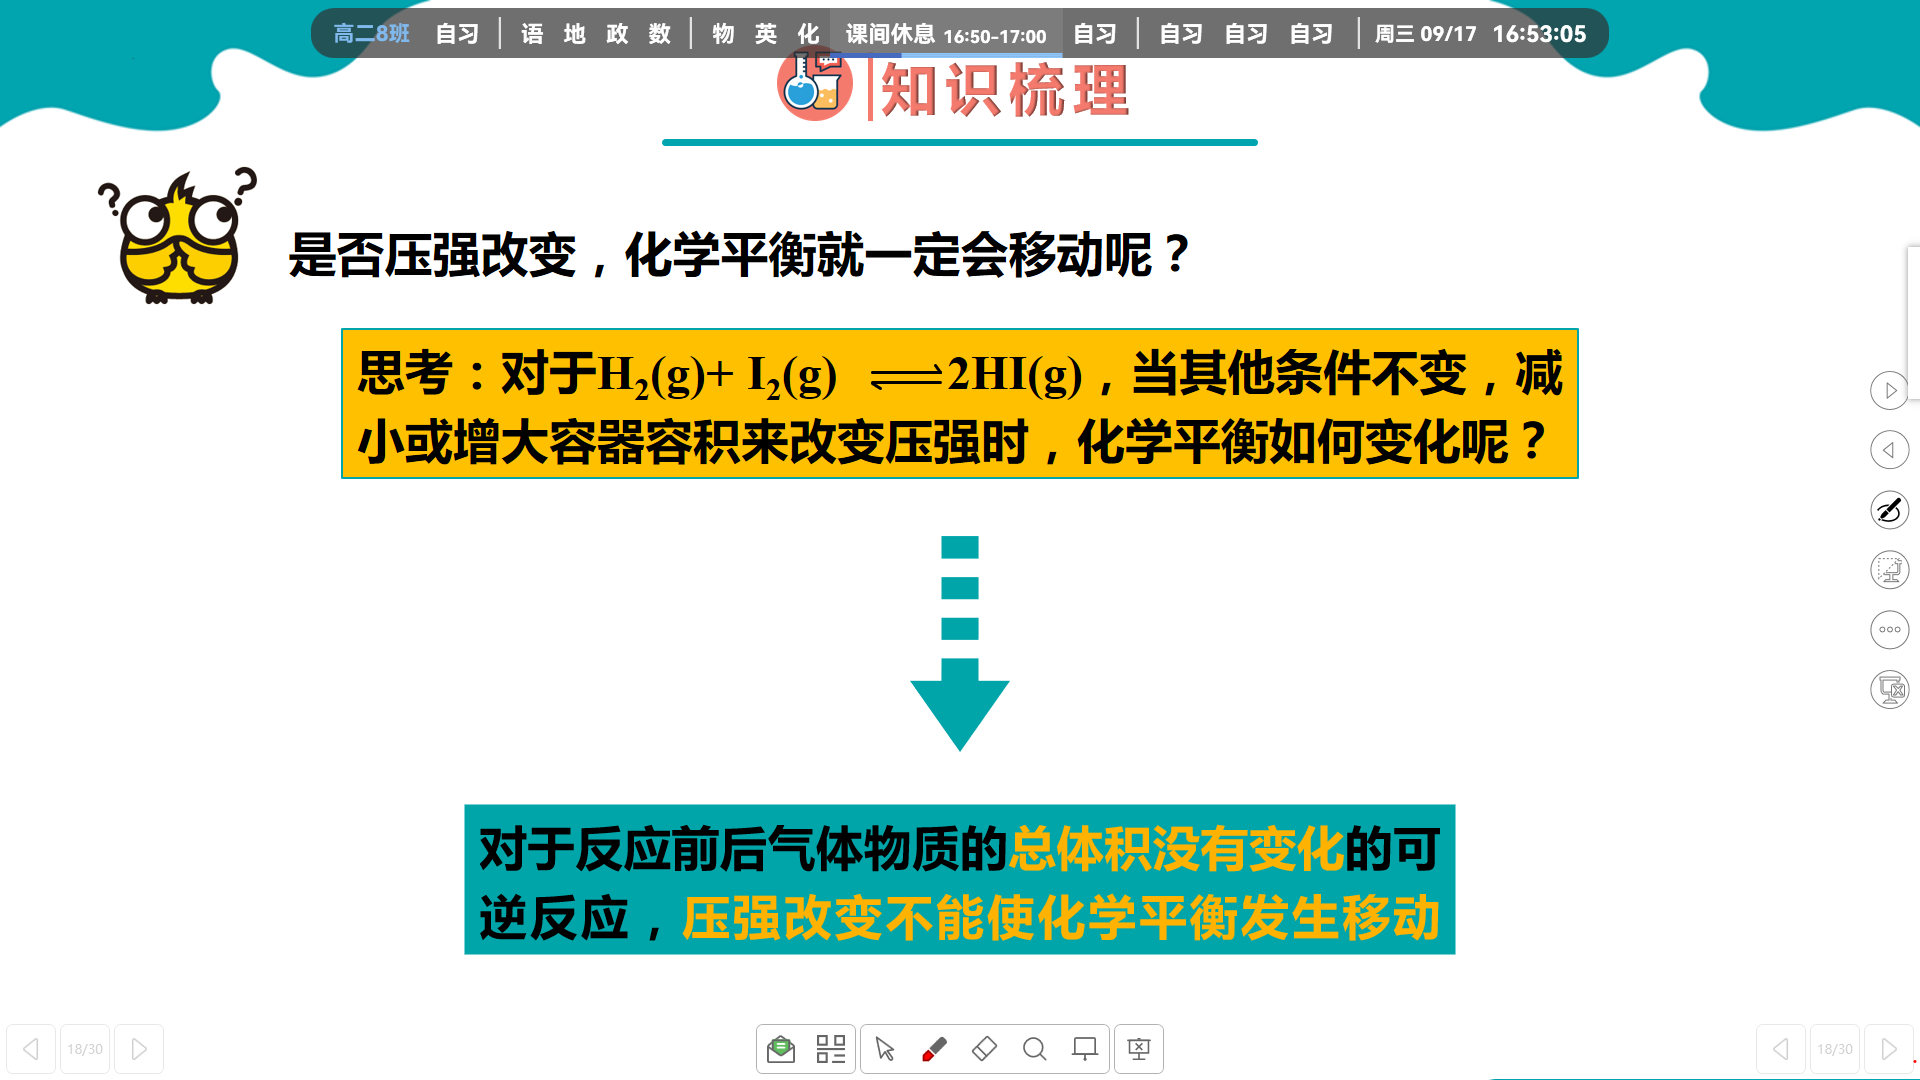 高二8班 自习 语 地 政 数 物 英 化 课间休息 16:50-17:00 自习 自习 自习 自习 周三 09/17 16:53:05
知识梳理
是否压强改变，化学平衡就一定会移动呢？
思考：对于H₂(g)+ I₂(g) ⇌2HI(g)，当其他条件不变，减
小或增大容器容积来改变压强时，化学平衡如何变化呢？
对于反应前后气体物质的总体积没有变化的可
逆反应，压强改变不能使化学平衡发生移动
18/30
18/30